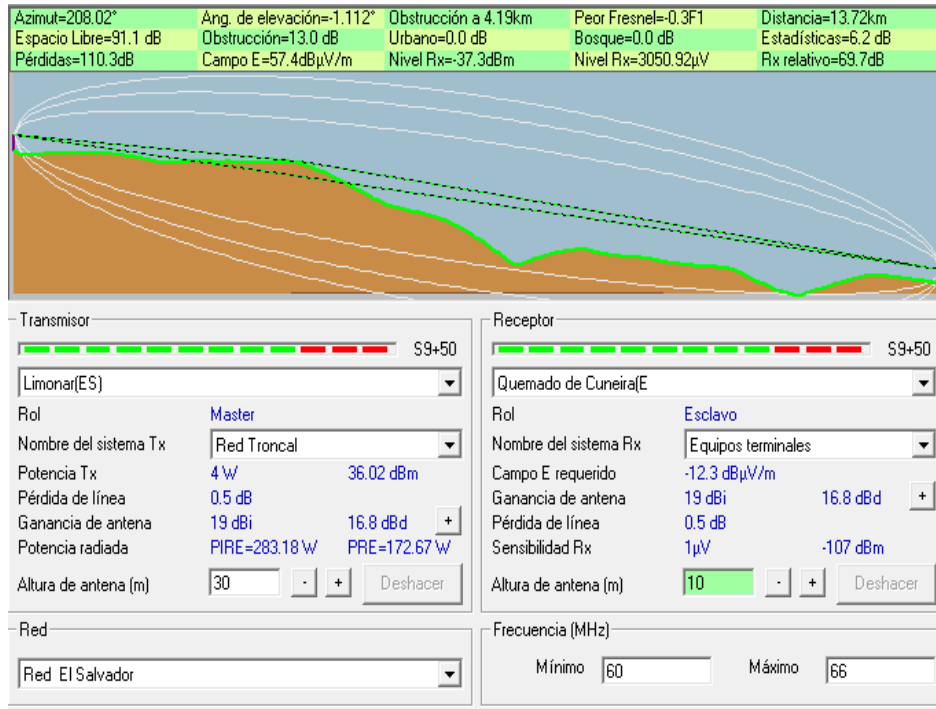 Azimut=208.02° Ang. de elevación=-1.112° Obstrucción a 4.19km Peor Fresnel=-0.3F1 Distancia=13.72km
Espacio Libre=91.1 dB Obstrucción=13.0 dB Urbano=0.0 dB Bosque=0.0 dB Estadísticas=6.2 dB
Pérdidas=110.3dB Campo E=57.4dBµV/m Nivel Rx=-37.3dBm Nivel Rx=3050.92µV Rx relativo=69.7dB
Transmisor
S9+50
Limonar(ES)
Rol Master
Nombre del sistema Tx Red Troncal
Potencia Tx 4 W 36.02 dBm
Pérdida de línea 0.5 dB
Ganancia de antena 19 dBi 16.8 dBd +
Potencia radiada PIRE=283.18 W PRE=172.67 W
Altura de antena (m) 30 - + Deshacer
Receptor
S9+50
Quemado de Cuneira(E
Rol Esclavo
Nombre del sistema Rx Equipos terminales
Campo E requerido -12.3 dBµV/m
Ganancia de antena 19 dBi 16.8 dBd +
Pérdida de línea 0.5 dB
Sensibilidad Rx 1µV -107 dBm
Altura de antena (m) 10 - + Deshacer
Red
Red El Salvador
Frecuencia (MHz)
Mínimo 60 Máximo 66